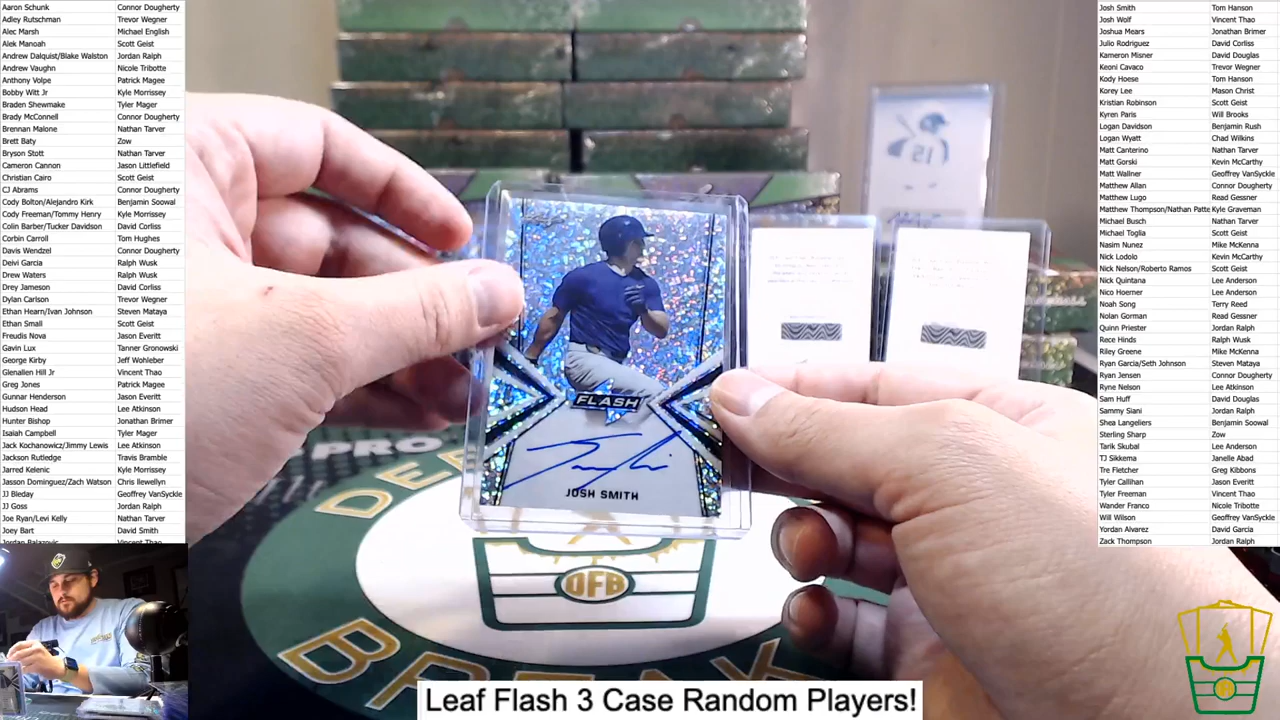 Aaron Schunk Connor Dougherty
Adley Rutschman Trevor Wegner
Alec Marsh Michael English
Alek Manoah Scott Geist
Andrew Dalquist/Blake Walston Jordan Ralph
Andrew Vaughn Nicole Tribotte
Anthony Volpe Patrick Magee
Bobby Witt Jr Kyle Morrissey
Braden Shewmake Tyler Mager
Brady McConnell Connor Dougherty
Brennan Malone Nathan Tarver
Brett Baty Zow
Bryson Stott Nathan Tarver
Cameron Cannon Jason Littlefield
Christian Cairo Scott Geist
CJ Abrams Connor Dougherty
Cody Bolton/Alejandro Kirk Benjamin Soowal
Cody Freeman/Tommy Henry Kyle Morrissey
Colin Barber/Tucker Davidson David Corliss
Corbin Carroll Tom Hughes
Davis Wendzel Connor Dougherty
Deivi Garcia Ralph Wusk
Drew Waters Ralph Wusk
Drey Jameson David Corliss
Dylan Carlson Trevor Wegner
Ethan Hearn/Ivan Johnson Steven Mataya
Ethan Small Scott Geist
Freudis Nova Jason Everitt
Gavin Lux Tanner Gronowski
George Kirby Jeff Wohleber
Glenallen Hill Jr Vincent Thao
Greg Jones Patrick Magee
Gunnar Henderson Jason Everitt
Hudson Head Lee Atkinson
Hunter Bishop Jonathan Brimer
Isaiah Campbell Tyler Mager
Jack Kochanowicz/Jimmy Lewis Lee Atkinson
Jackson Rutledge Travis Bramble
Jarred Kelenic Kyle Morrissey
Jasson Dominguez/Zach Watson Chris llewellyn
JJ Bleday Geoffrey VanSyckle
JJ Goss Jordan Ralph
Joe Ryan/Levi Kelly Nathan Tarver
Joey Bart David Smith
Jordan Balazovic Vincent Thao
FLASH
JOSH SMITH
OFB
BREAK
Leaf Flash 3 Case Random Players!
Josh Smith Tom Hanson
Josh Wolf Vincent Thao
Joshua Mears Jonathan Brimer
Julio Rodriguez David Corliss
Kameron Misner David Douglas
Keoni Cavaco Trevor Wegner
Kody Hoese Tom Hanson
Korey Lee Mason Christ
Kristian Robinson Scott Geist
Kyren Paris Will Brooks
Logan Davidson Benjamin Rush
Logan Wyatt Chad Wilkins
Matt Canterino Nathan Tarver
Matt Gorski Kevin McCarthy
Matt Wallner Geoffrey VanSyckle
Matthew Allan Connor Dougherty
Matthew Lugo Read Gessner
Matthew Thompson/Nathan Patte Kyle Graveman
Michael Busch Nathan Tarver
Michael Toglia Scott Geist
Nasim Nunez Mike McKenna
Nick Lodolo Kevin McCarthy
Nick Nelson/Roberto Ramos Scott Geist
Nick Quintana Lee Anderson
Nico Hoerner Lee Anderson
Noah Song Terry Reed
Nolan Gorman Read Gessner
Quinn Priester Jordan Ralph
Rece Hinds Ralph Wusk
Riley Greene Mike McKenna
Ryan Garcia/Seth Johnson Steven Mataya
Ryan Jensen Connor Dougherty
Ryne Nelson Lee Atkinson
Sam Huff David Douglas
Sammy Siani Jordan Ralph
Shea Langeliers Benjamin Soowal
Sterling Sharp Zow
Tarik Skubal Lee Anderson
TJ Sikkema Janelle Abad
Tre Fletcher Greg Kibbons
Tyler Callihan Jason Everitt
Tyler Freeman Vincent Thao
Wander Franco Nicole Tribotte
Will Wilson Geoffrey VanSyckle
Yordan Alvarez David Garcia
Zack Thompson Jordan Ralph